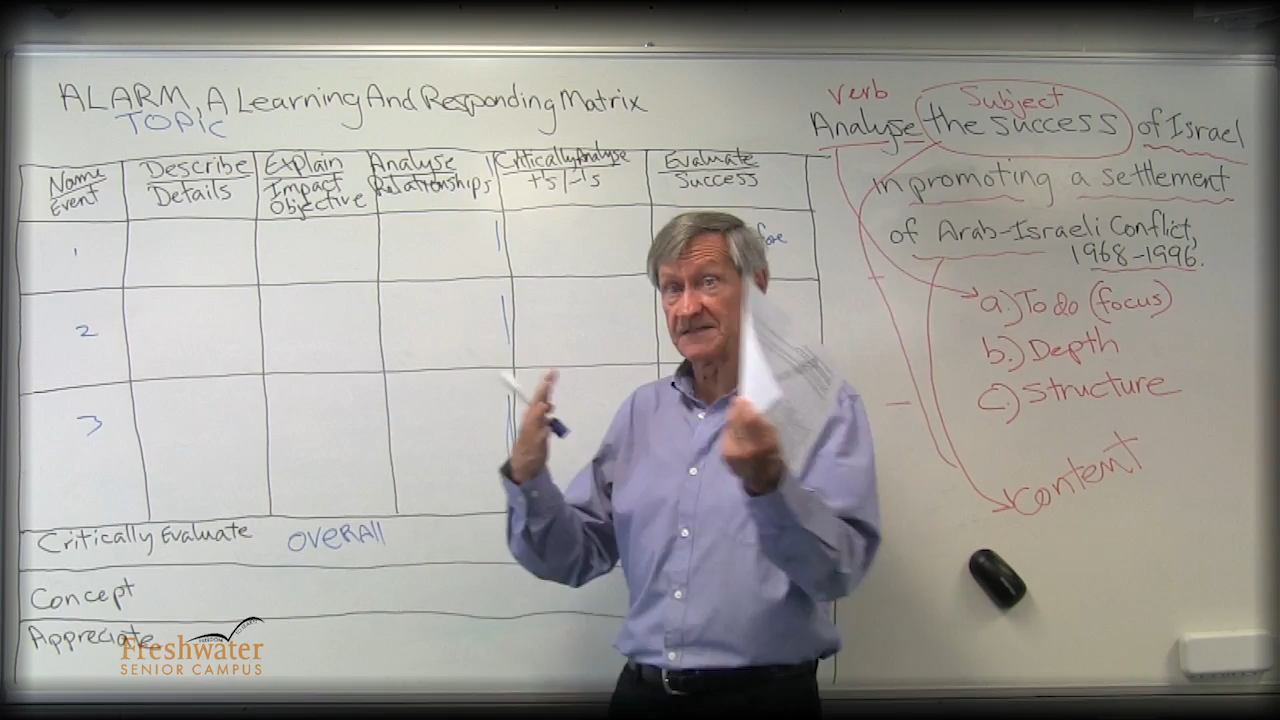 ALARM, A Learning And Responding Matrix
TOPIC
Name
Event
Describe
Details
Explain
Impact
Objective
Analyse
Relationships
Critically Analyse
+'s/-'s
Evaluate
Success
1
2
3
Critically Evaluate OVERALL
Concept
Appreciate
verb
Subject
Analyse the success of Israel
in promoting a settlement
of Arab-Israeli Conflict,
1968-1996.
a.) To do (focus)
b.) Depth
c.) Structure
content
Freshwater
SENIOR CAMPUS